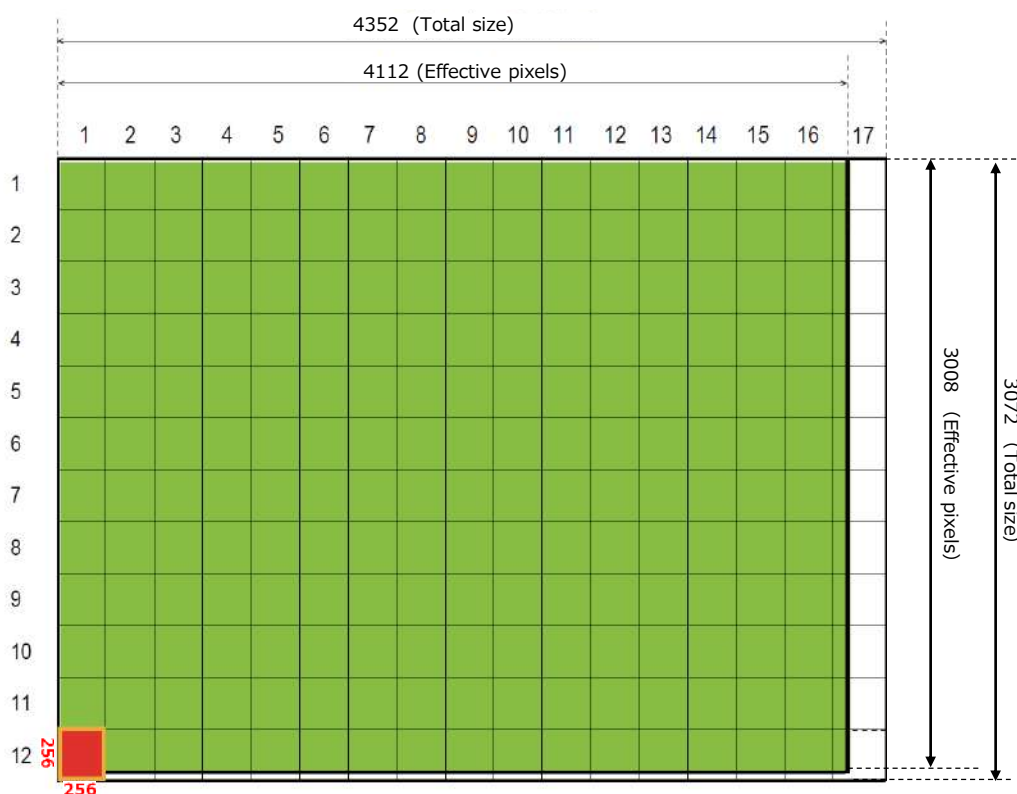 4352 (Total size)
4112 (Effective pixels)
1 2 3 4 5 6 7 8 9 10 11 12 13 14 15 16 17
1
2
3
4
5
6
7
8
9
10
11
12
256
256
3008 (Effective pixels)
3072 (Total size)